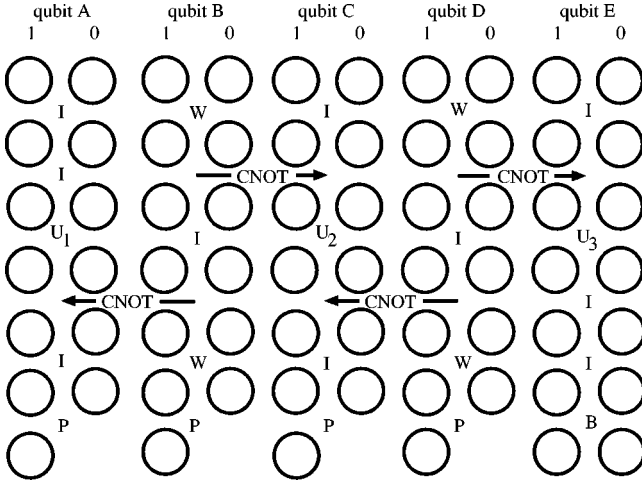 qubit A qubit B qubit C qubit D qubit E
1 0 1 0 1 0 1 0 1 0
I W I W I
I CNOT CNOT
U1 I U2 I U3
CNOT CNOT I
I W I W I
P P P P B